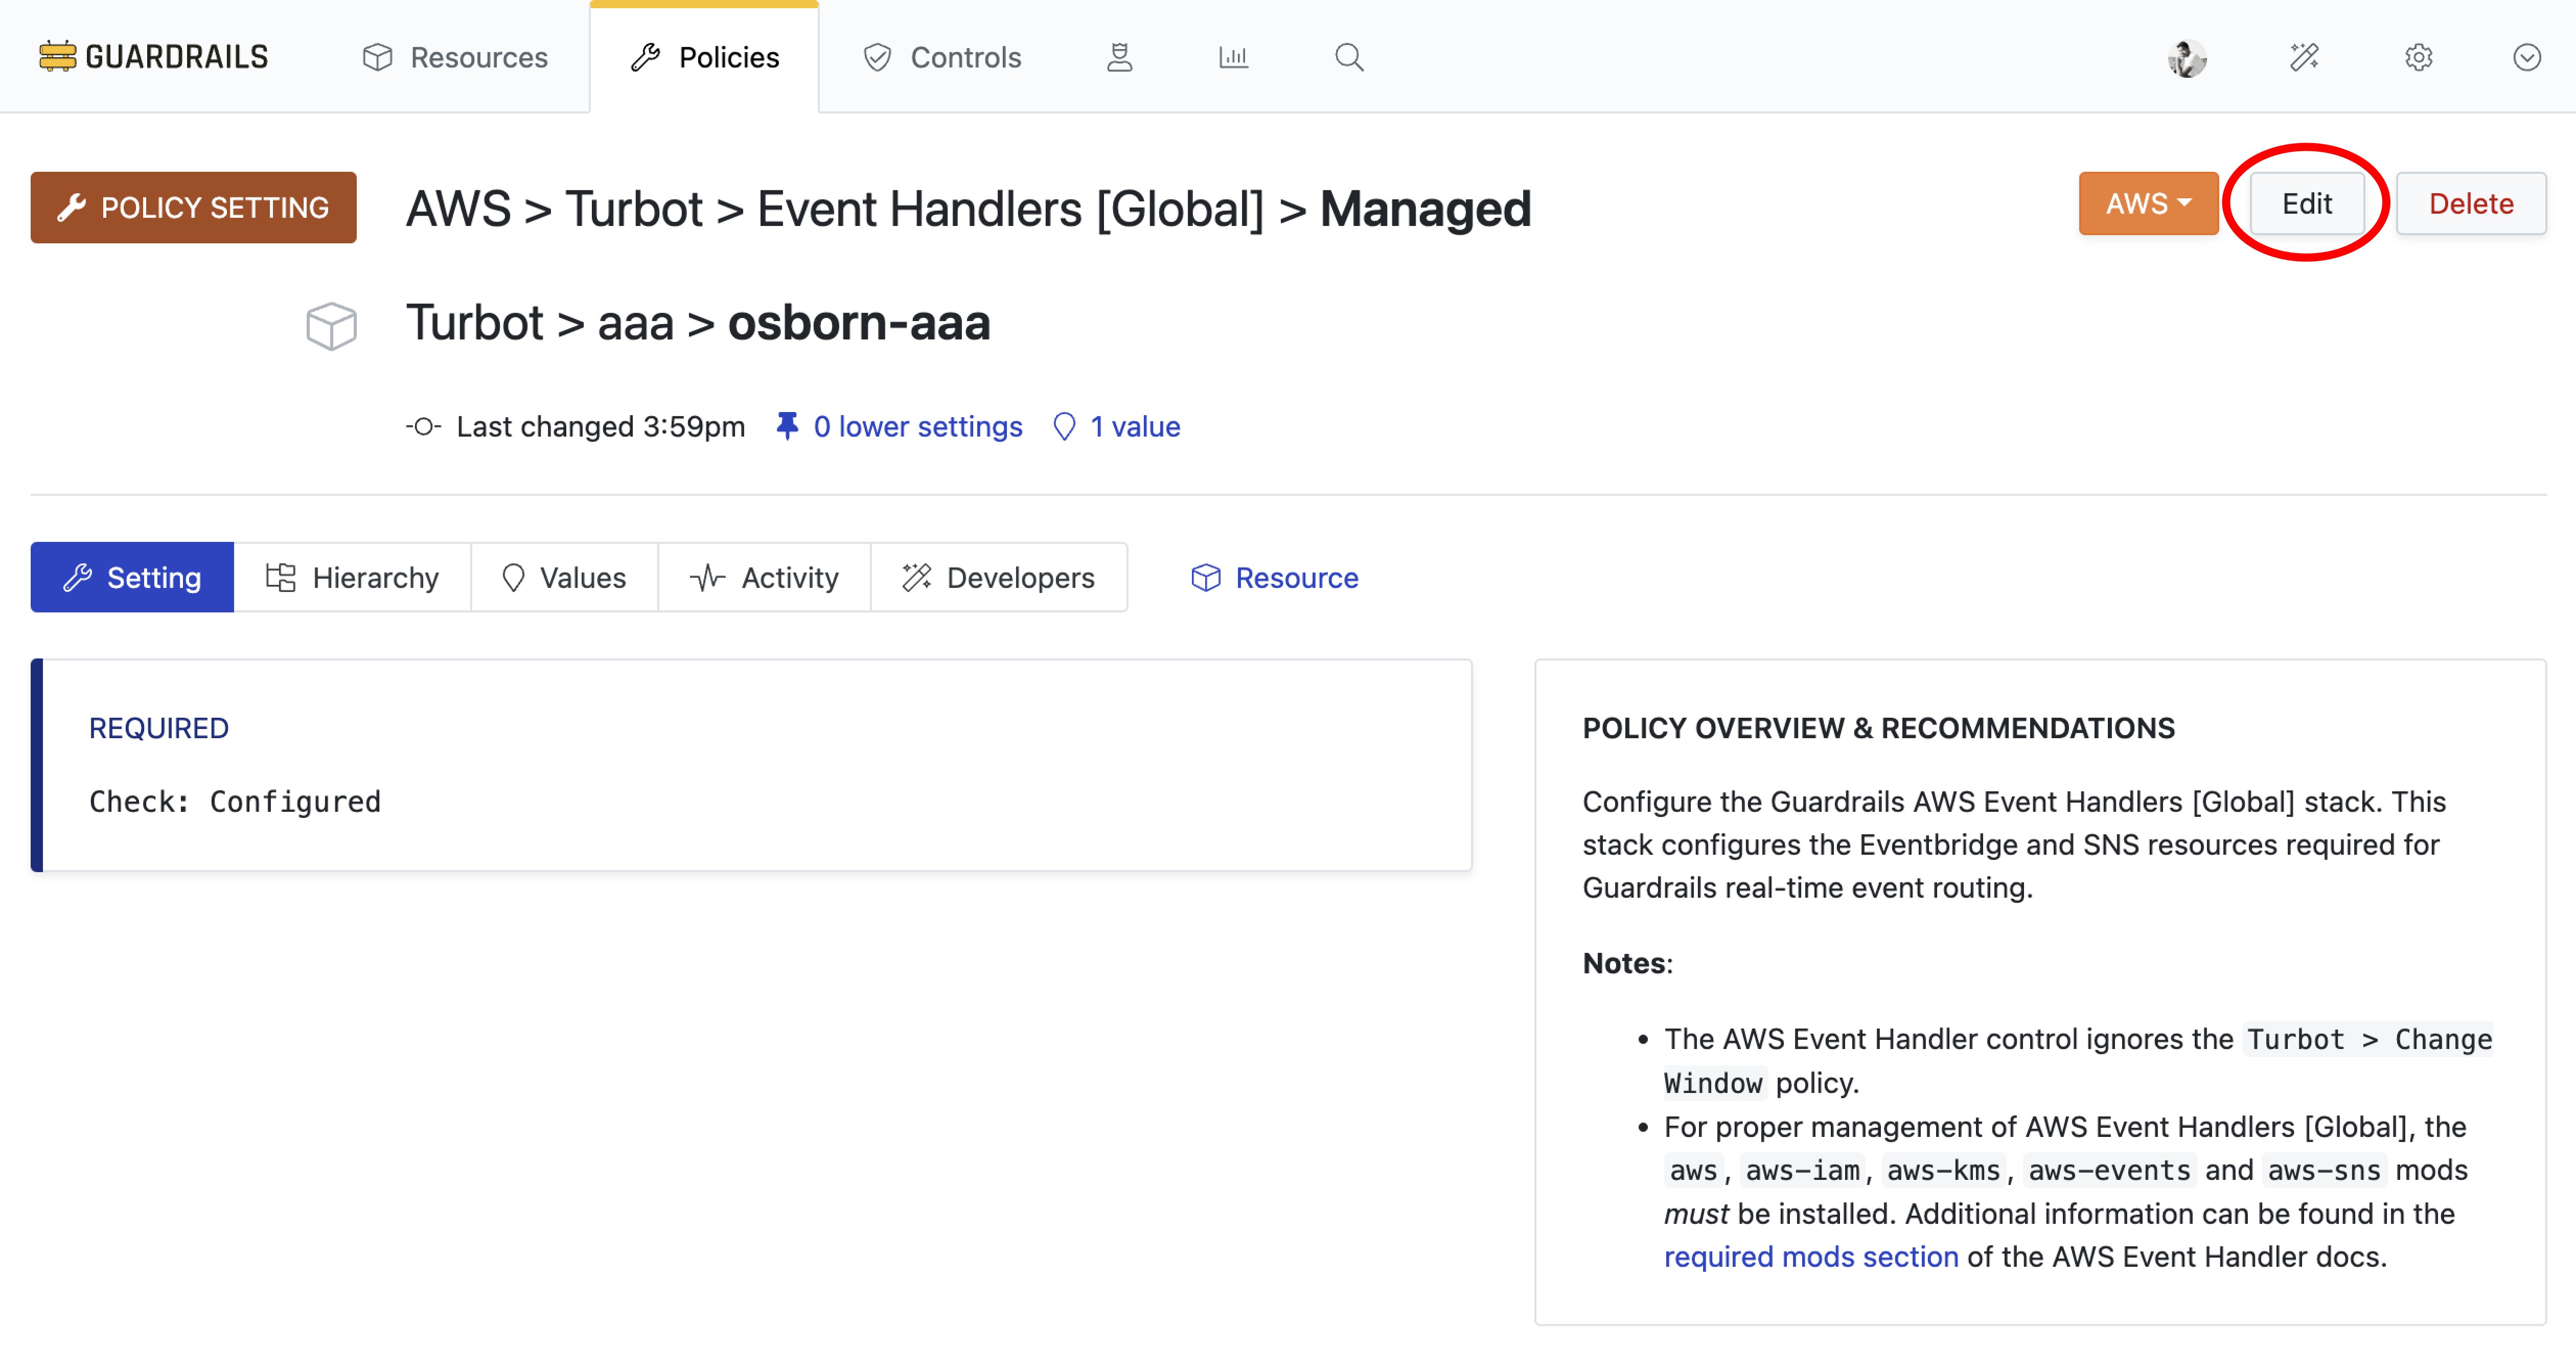 GUARDRAILS Resources Policies Controls
POLICY SETTING AWS > Turbot > Event Handlers [Global] > Managed AWS Edit Delete
Turbot > aaa > osborn-aaa
Last changed 3:59pm 0 lower settings 1 value
Setting Hierarchy Values Activity Developers Resource
REQUIRED
Check: Configured
POLICY OVERVIEW & RECOMMENDATIONS
Configure the Guardrails AWS Event Handlers [Global] stack. This
stack configures the Eventbridge and SNS resources required for
Guardrails real-time event routing.
Notes:
• The AWS Event Handler control ignores the Turbot > Change
Window policy.
• For proper management of AWS Event Handlers [Global], the
aws, aws-iam, aws-kms, aws-events and aws-sns mods
must be installed. Additional information can be found in the
required mods section of the AWS Event Handler docs.